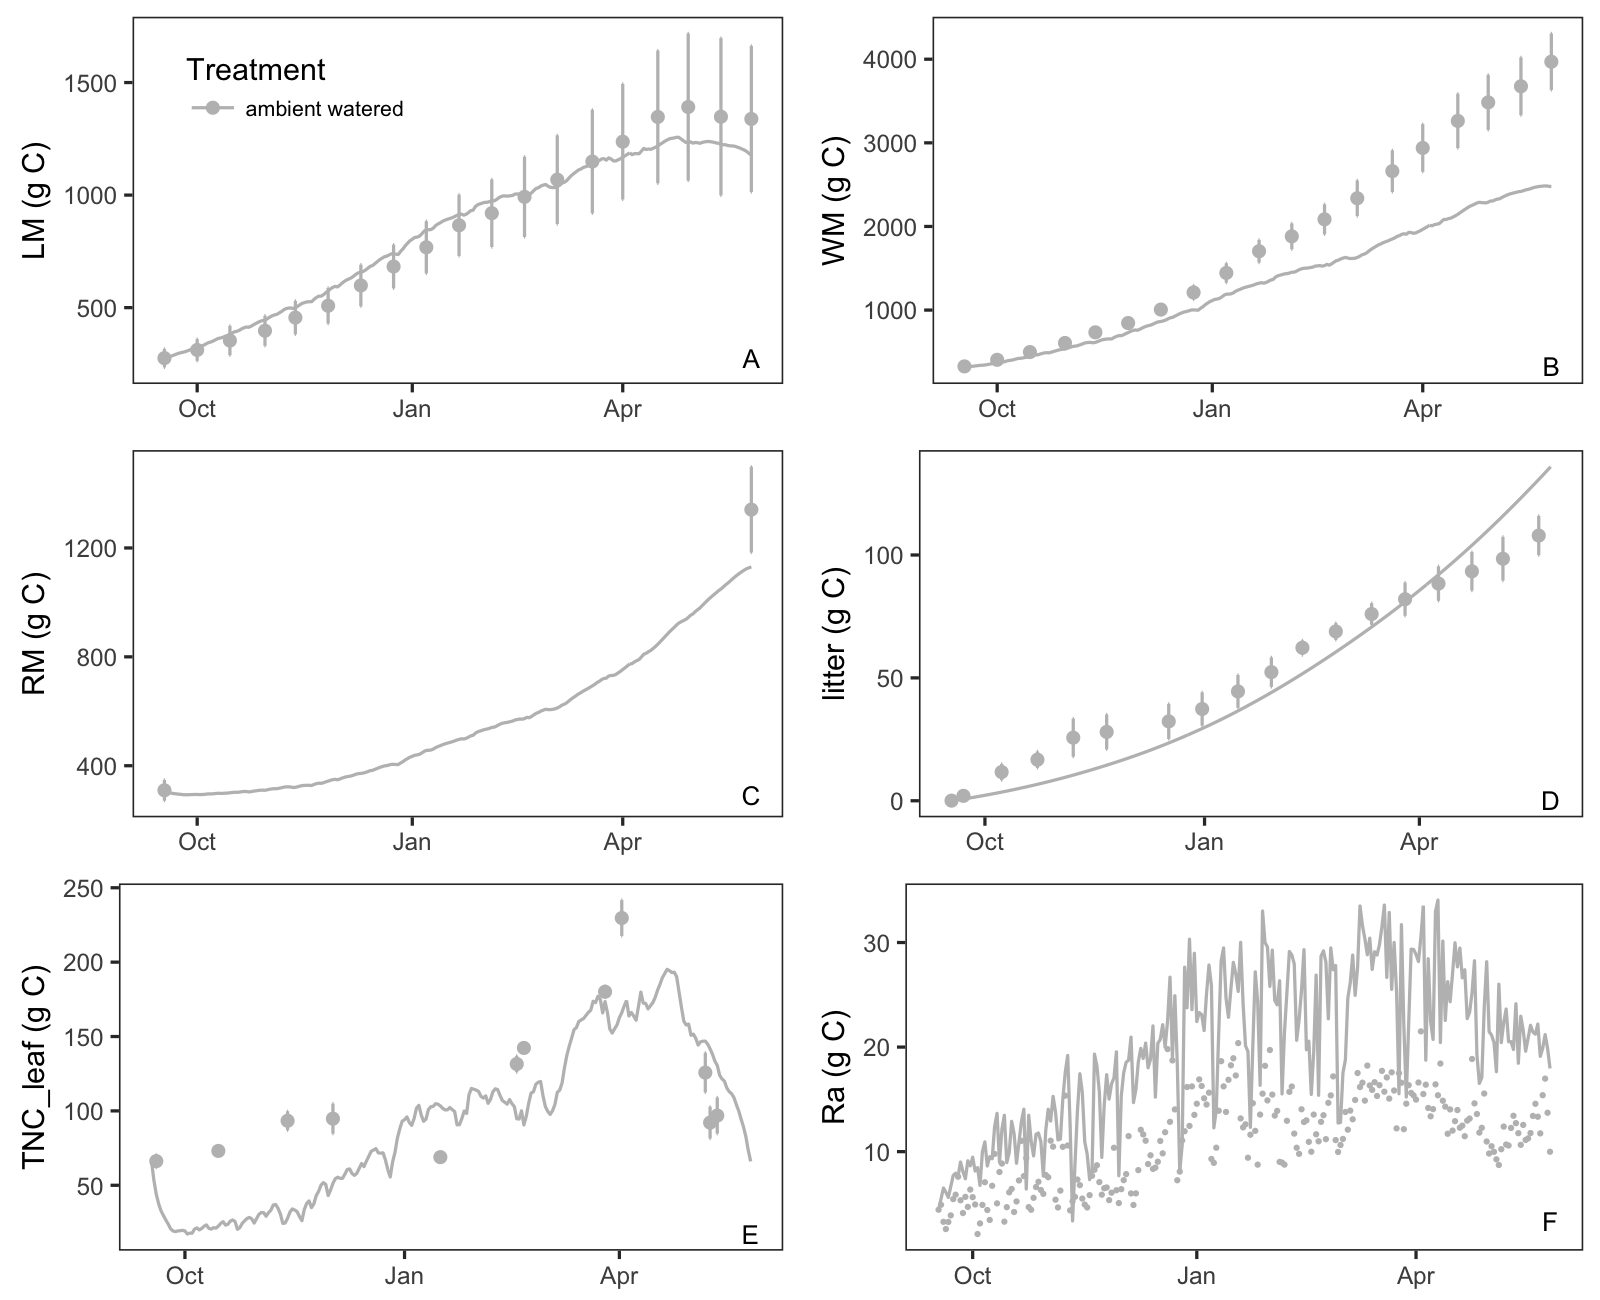 Treatment
ambient watered
LM (g C)
1500
1000
500
A
Oct Jan Apr
WM (g C)
4000
3000
2000
1000
B
Oct Jan Apr
RM (g C)
1200
800
400
C
Oct Jan Apr
litter (g C)
100
50
0
D
Oct Jan Apr
TNC_leaf (g C)
250
200
150
100
50
E
Oct Jan Apr
Ra (g C)
30
20
10
F
Oct Jan Apr